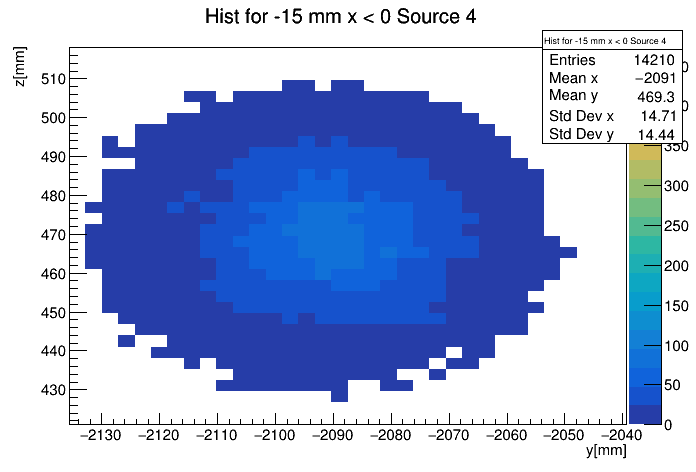 Hist for -15 mm x < 0 Source 4
z[mm]
Hist for -15 mm x < 0 Source 4
Entries 14210
Mean x −2091
Mean y 469.3
Std Dev x 14.71
Std Dev y 14.44
510
500
490
480
470
460
450
440
430
350
300
250
200
150
100
50
0
−2130 −2120 −2110 −2100 −2090 −2080 −2070 −2060 −2050 −2040
y[mm]